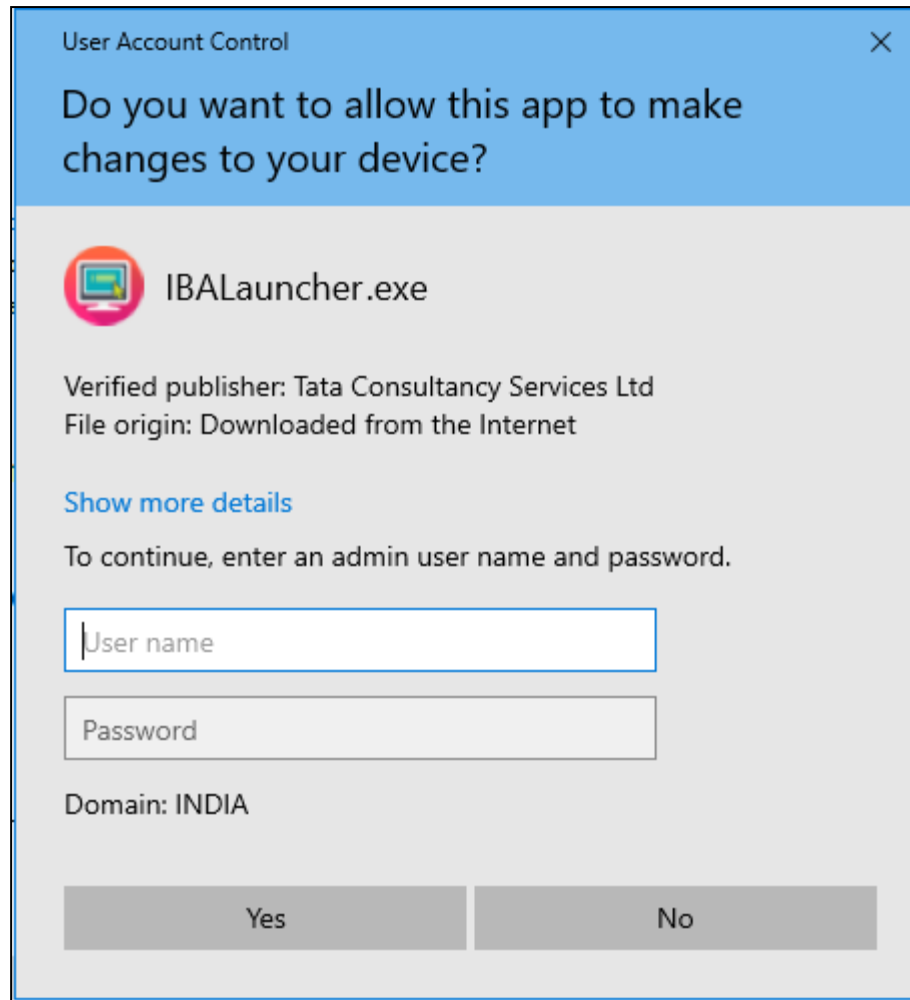 User Account Control
Do you want to allow this app to make
changes to your device?
IBALauncher.exe
Verified publisher: Tata Consultancy Services Ltd
File origin: Downloaded from the Internet
Show more details
To continue, enter an admin user name and password.
User name
Password
Domain: INDIA
Yes
No